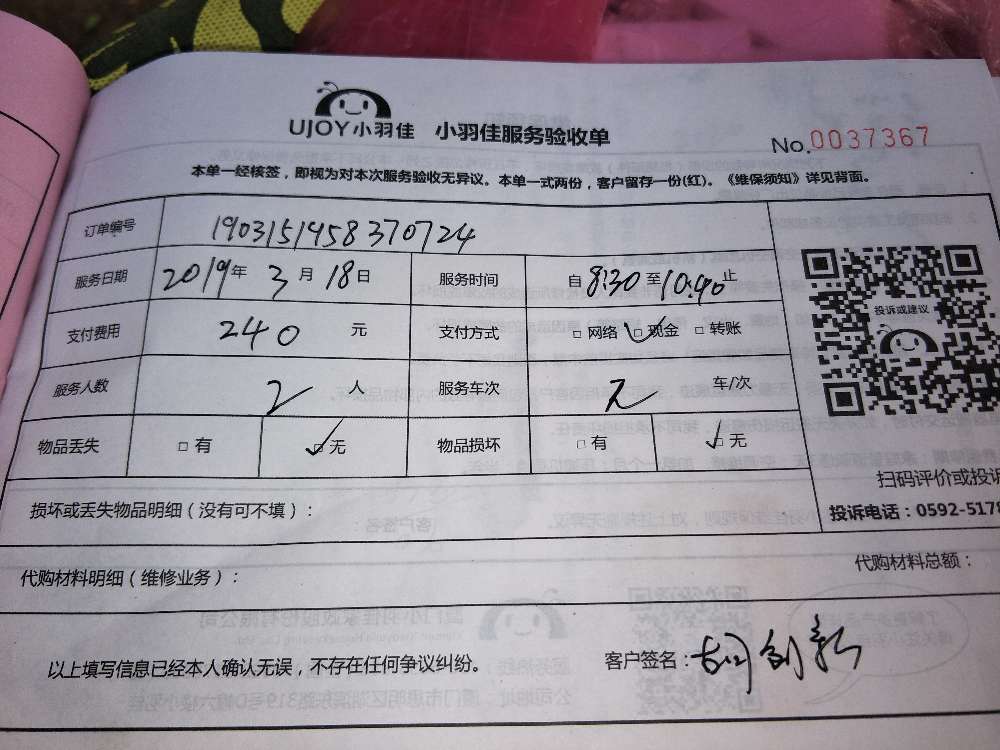 UJOY小羽佳 小羽佳服务验收单
No.0037367
本单一经核签，即视为对本次服务验收无异议。本单一式两份，客户留存一份(红)。《维保须知》详见背面。
订单编号 1903151958370724
服务日期 2019年 3月 18日 服务时间 自8:30至10:40止
支付费用 240 元 支付方式 □网络 ☑现金 □转账
服务人数 2 人 服务车次 2 车/次
物品丢失 □有 ☑无 物品损坏 □有 ☑无
投诉或建议
扫码评价或投诉
损坏或丢失物品明细（没有可不填）：
投诉电话：0592-5178
代购材料明细（维修业务）：
代购材料总额：
以上填写信息已经本人确认无误，不存在任何争议纠纷。
客户签名：胡创新